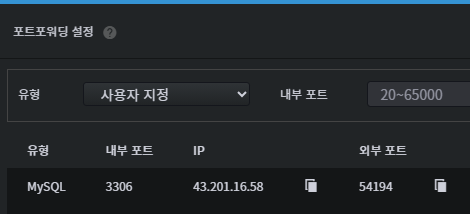 포트포워딩 설정 ?
유형 사용자 지정 내부 포트 20~65000
유형 내부 포트 IP 외부 포트
MySQL 3306 43.201.16.58 54194